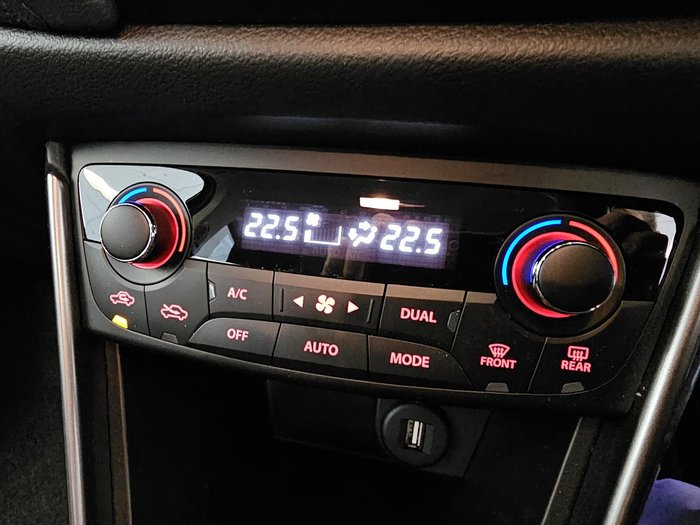 22.5 22.5
A/C
DUAL
OFF
AUTO
MODE
FRONT
REAR